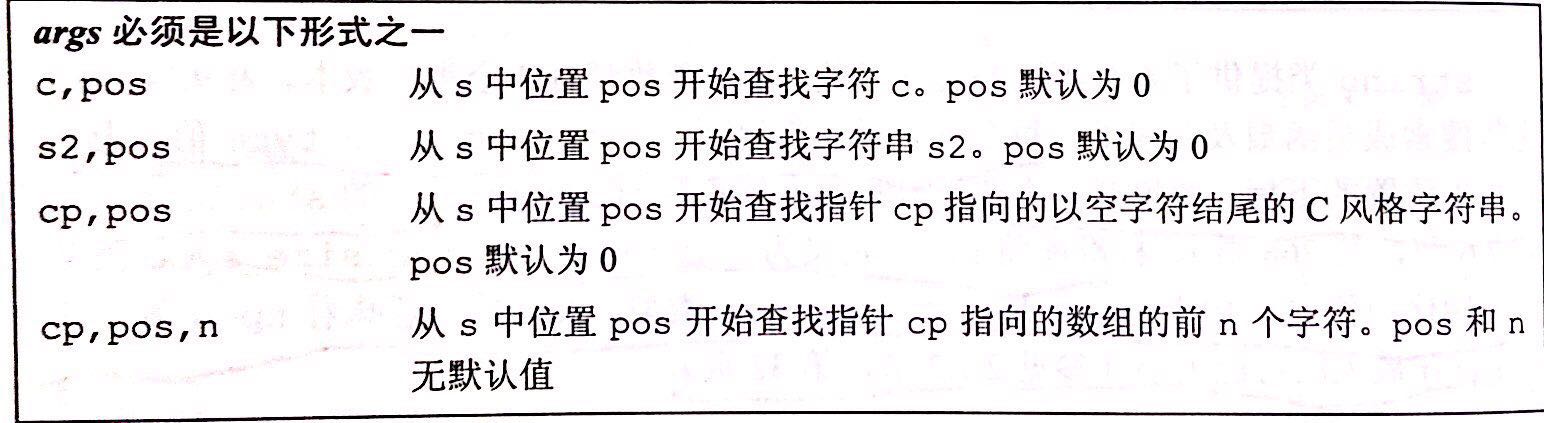 args 必须是以下形式之一
c,pos 从 s 中位置 pos 开始查找字符 c。pos 默认为 0
s2,pos 从 s 中位置 pos 开始查找字符串 s2。pos 默认为 0
cp,pos 从 s 中位置 pos 开始查找指针 cp 指向的以空字符结尾的 C 风格字符串。
pos 默认为 0
cp,pos,n 从 s 中位置 pos 开始查找指针 cp 指向的数组的前 n 个字符。pos 和 n
无默认值